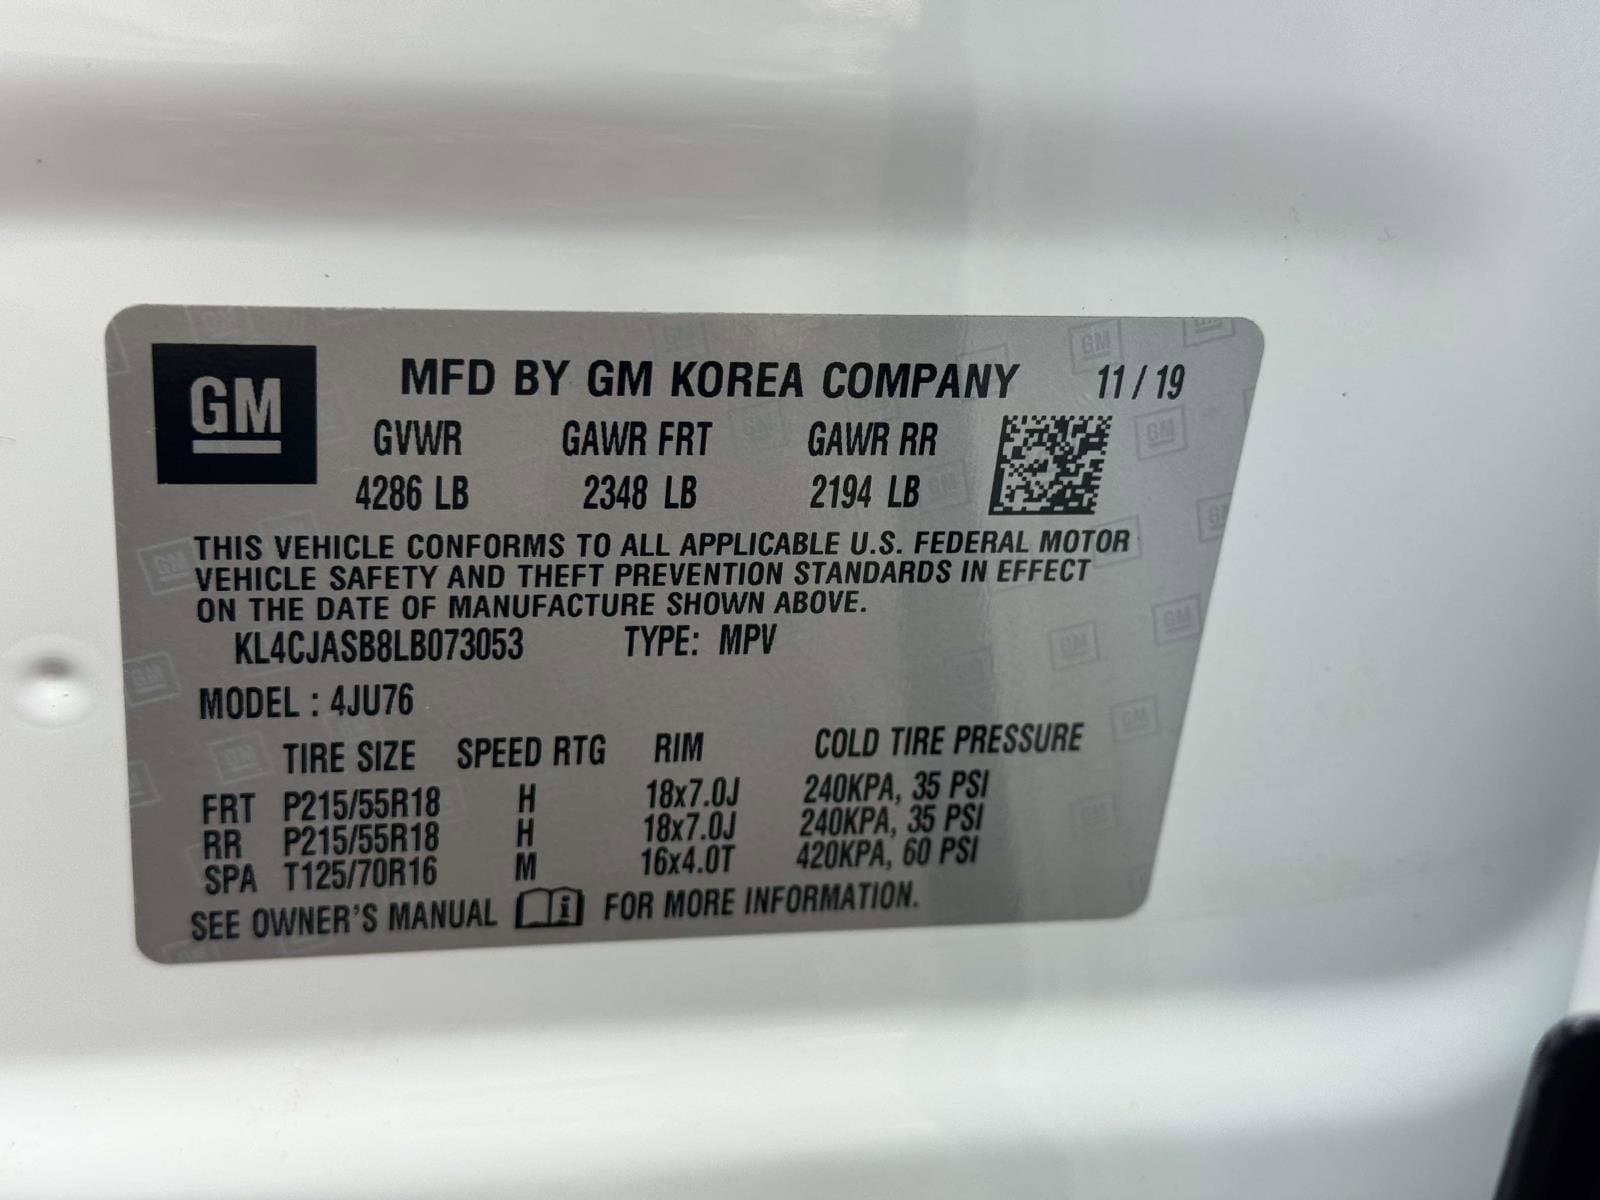 GM
MFD BY GM KOREA COMPANY 11 / 19
GVWR GAWR FRT GAWR RR
4286 LB 2348 LB 2194 LB
THIS VEHICLE CONFORMS TO ALL APPLICABLE U.S. FEDERAL MOTOR
VEHICLE SAFETY AND THEFT PREVENTION STANDARDS IN EFFECT
ON THE DATE OF MANUFACTURE SHOWN ABOVE.
KL4CJASB8LB073053 TYPE: MPV
MODEL : 4JU76
TIRE SIZE SPEED RTG RIM COLD TIRE PRESSURE
FRT P215/55R18 H 18x7.0J 240KPA, 35 PSI
RR P215/55R18 H 18x7.0J 240KPA, 35 PSI
SPA T125/70R16 M 16x4.0T 420KPA, 60 PSI
SEE OWNER'S MANUAL i FOR MORE INFORMATION.